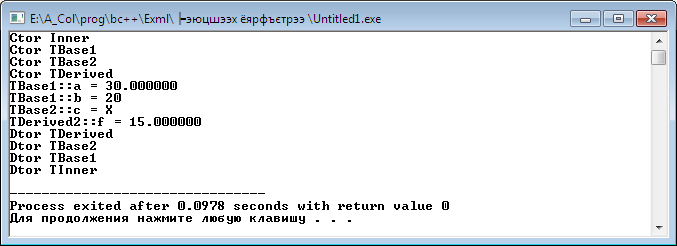 E:\A_Col\prog\bc++\Exml\ ├эюцшээх ёярфъєтрээ \Untitled1.exe
Ctor Inner
Ctor TBase1
Ctor TBase2
Ctor TDerived
TBase1::a = 30.000000
TBase1::b = 20
TBase2::c = X
TDerived2::f = 15.000000
Dtor TDerived
Dtor TBase2
Dtor TBase1
Dtor TInner
--------------------------------
Process exited after 0.0978 seconds with return value 0
Для продолжения нажмите любую клавишу . . .